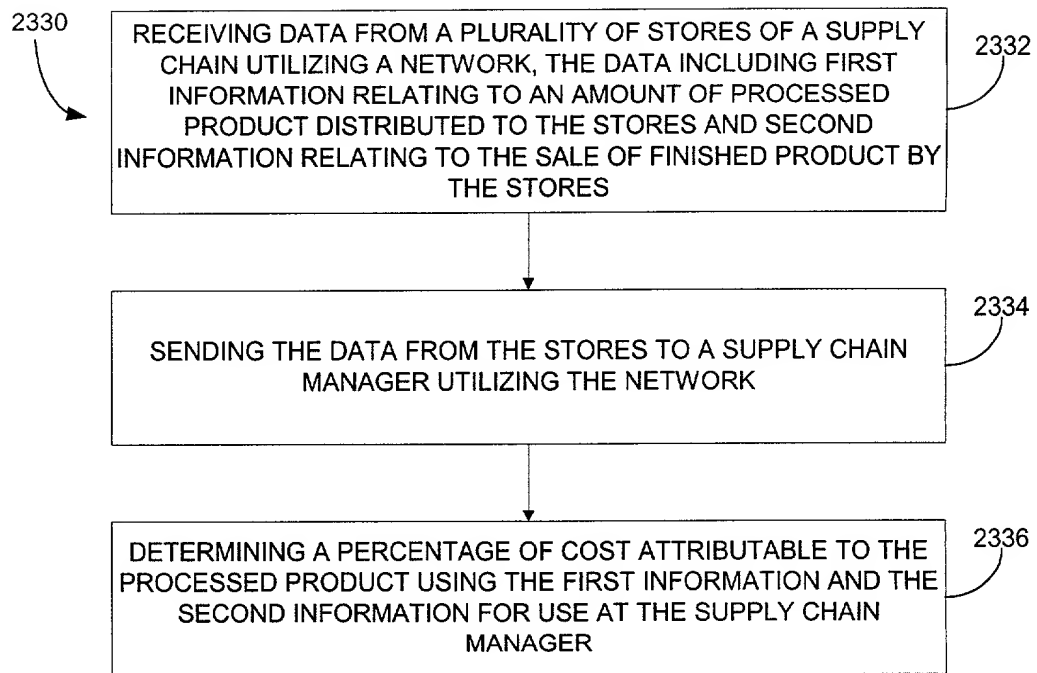 2330
RECEIVING DATA FROM A PLURALITY OF STORES OF A SUPPLY
CHAIN UTILIZING A NETWORK, THE DATA INCLUDING FIRST
INFORMATION RELATING TO AN AMOUNT OF PROCESSED
PRODUCT DISTRIBUTED TO THE STORES AND SECOND
INFORMATION RELATING TO THE SALE OF FINISHED PRODUCT BY
THE STORES
2332
SENDING THE DATA FROM THE STORES TO A SUPPLY CHAIN
MANAGER UTILIZING THE NETWORK
2334
DETERMINING A PERCENTAGE OF COST ATTRIBUTABLE TO THE
PROCESSED PRODUCT USING THE FIRST INFORMATION AND THE
SECOND INFORMATION FOR USE AT THE SUPPLY CHAIN
MANAGER
2336